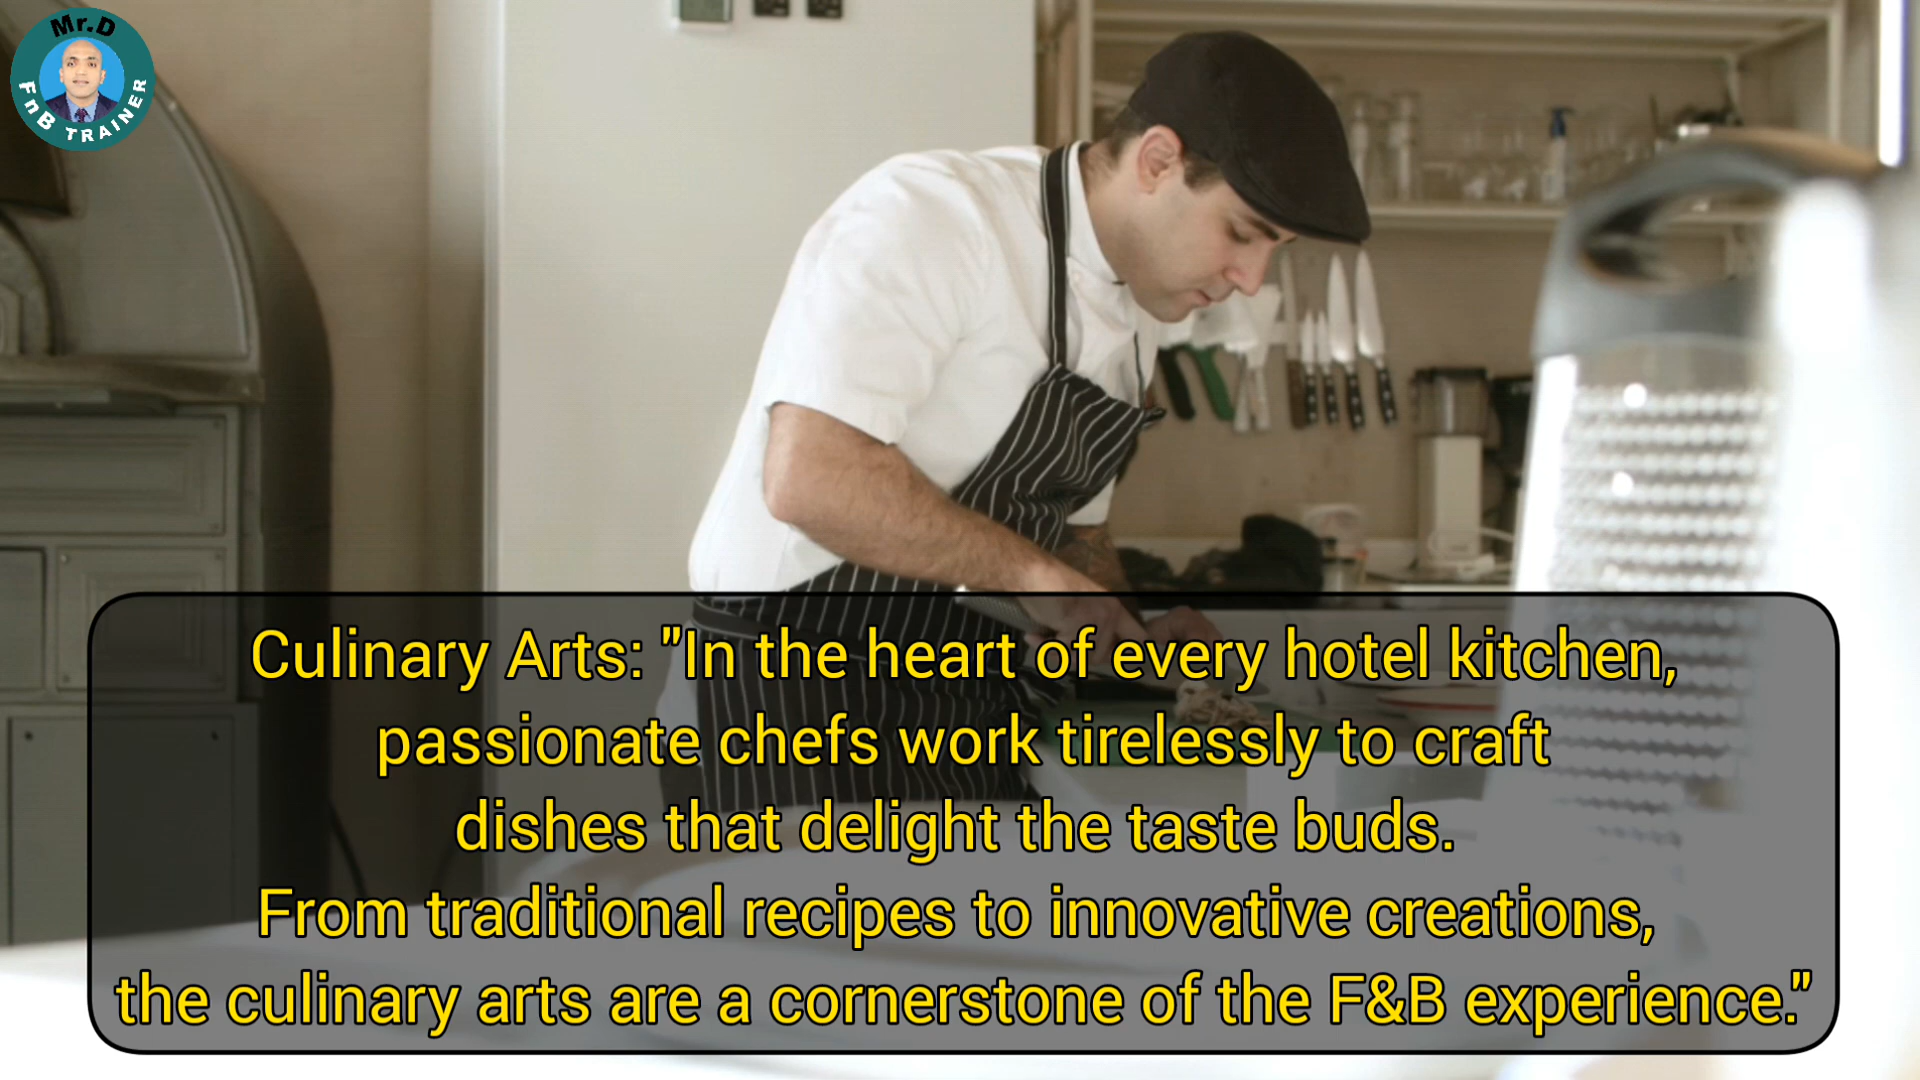 Mr.D
FnB TRAINER
Culinary Arts: "In the heart of every hotel kitchen,
passionate chefs work tirelessly to craft
dishes that delight the taste buds.
From traditional recipes to innovative creations,
the culinary arts are a cornerstone of the F&B experience."